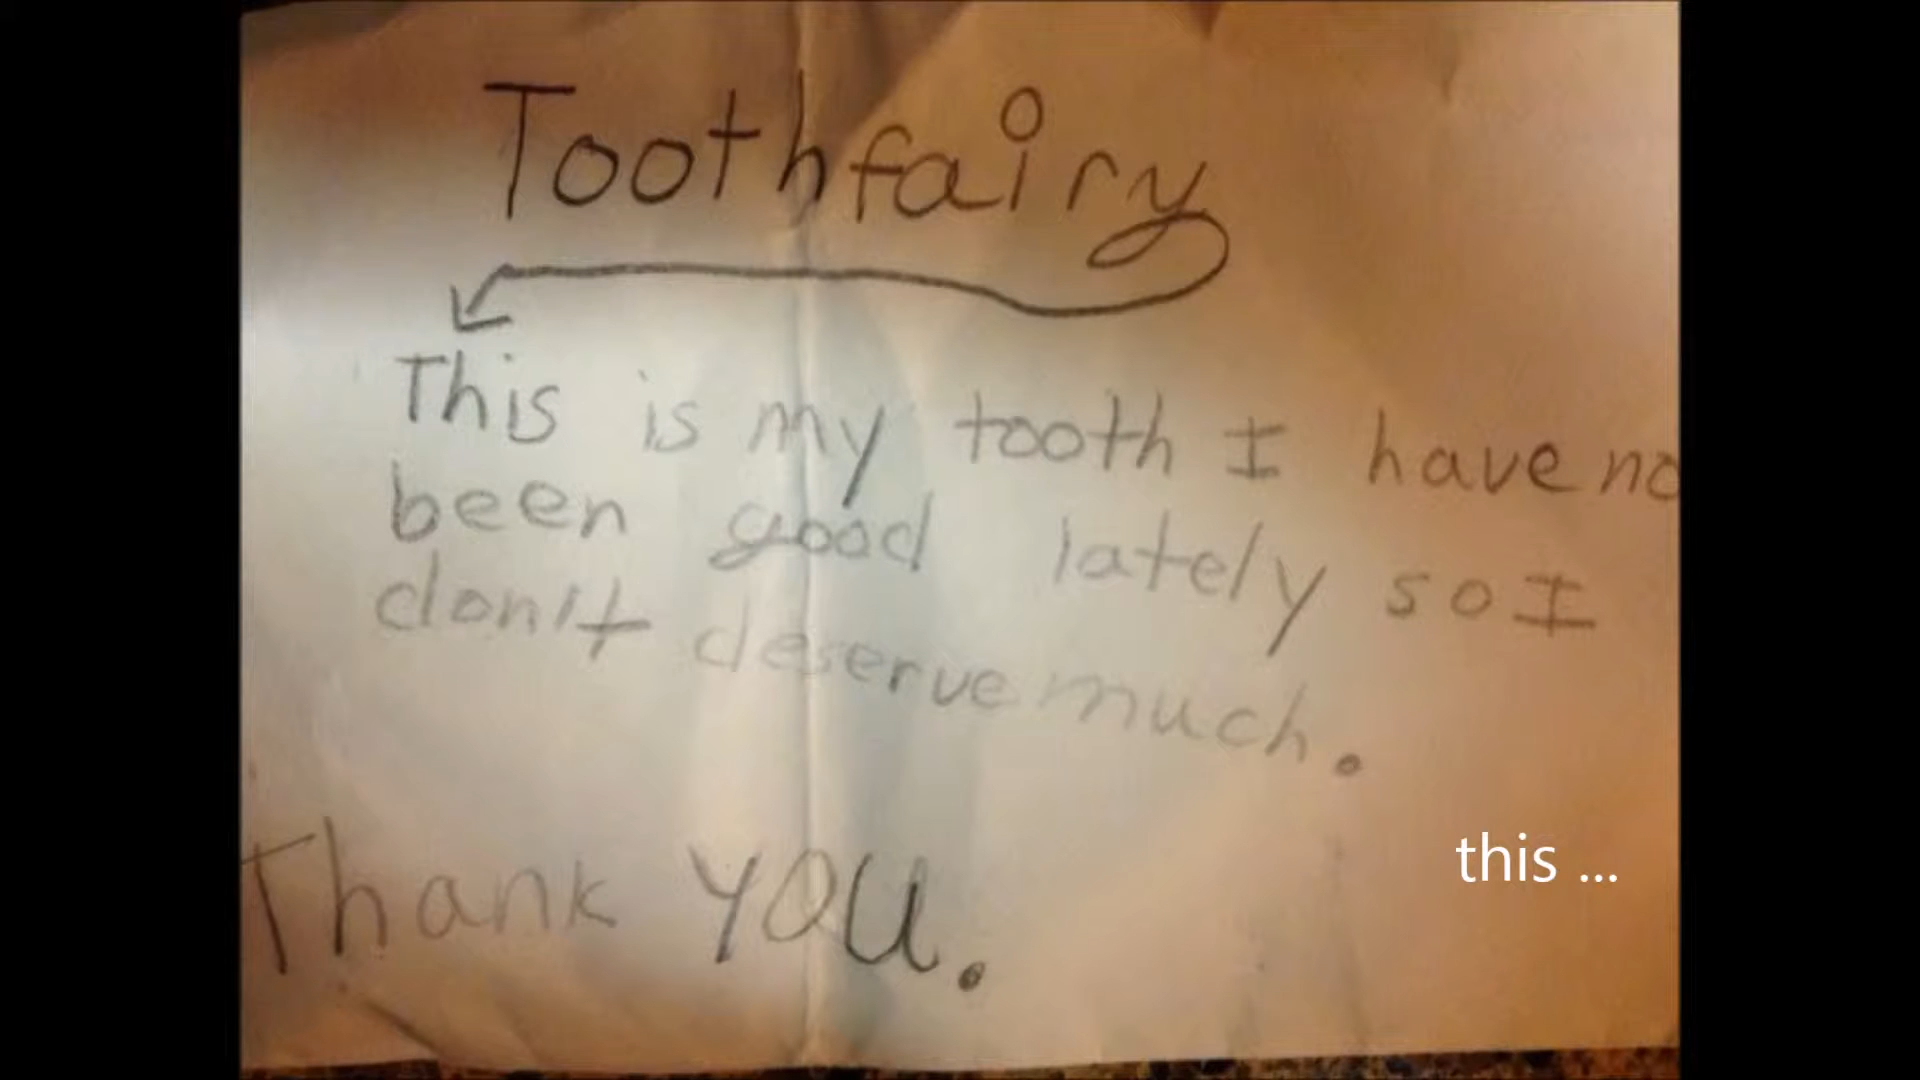 Toothfairy
This is my tooth I have no
been good lately so I
don't deserve much.
this ...
Thank you.